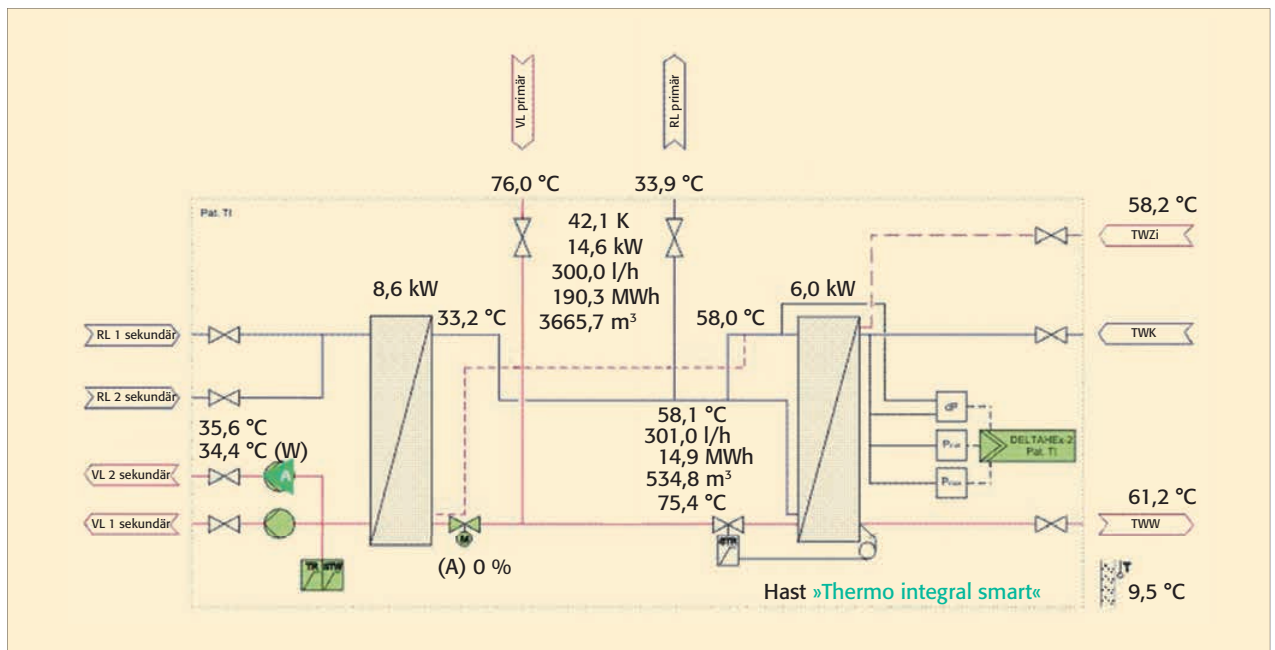 VL primär
RL primär
76,0 °C
33,9 °C
Pat. TI
58,2 °C
TWZi
42,1 K
14,6 kW
300,0 l/h
190,3 MWh
3665,7 m³
8,6 kW
33,2 °C
58,0 °C
6,0 kW
RL 1 sekundär
TWK
RL 2 sekundär
35,6 °C
34,4 °C (W)
58,1 °C
301,0 l/h
14,9 MWh
534,8 m³
75,4 °C
dP
DELTAHEx-2
Pat. TI
VL 2 sekundär
A
61,2 °C
VL 1 sekundär
TWW
M
TR
STW
(A) 0 %
Hast »Thermo integral smart«
T
9,5 °C